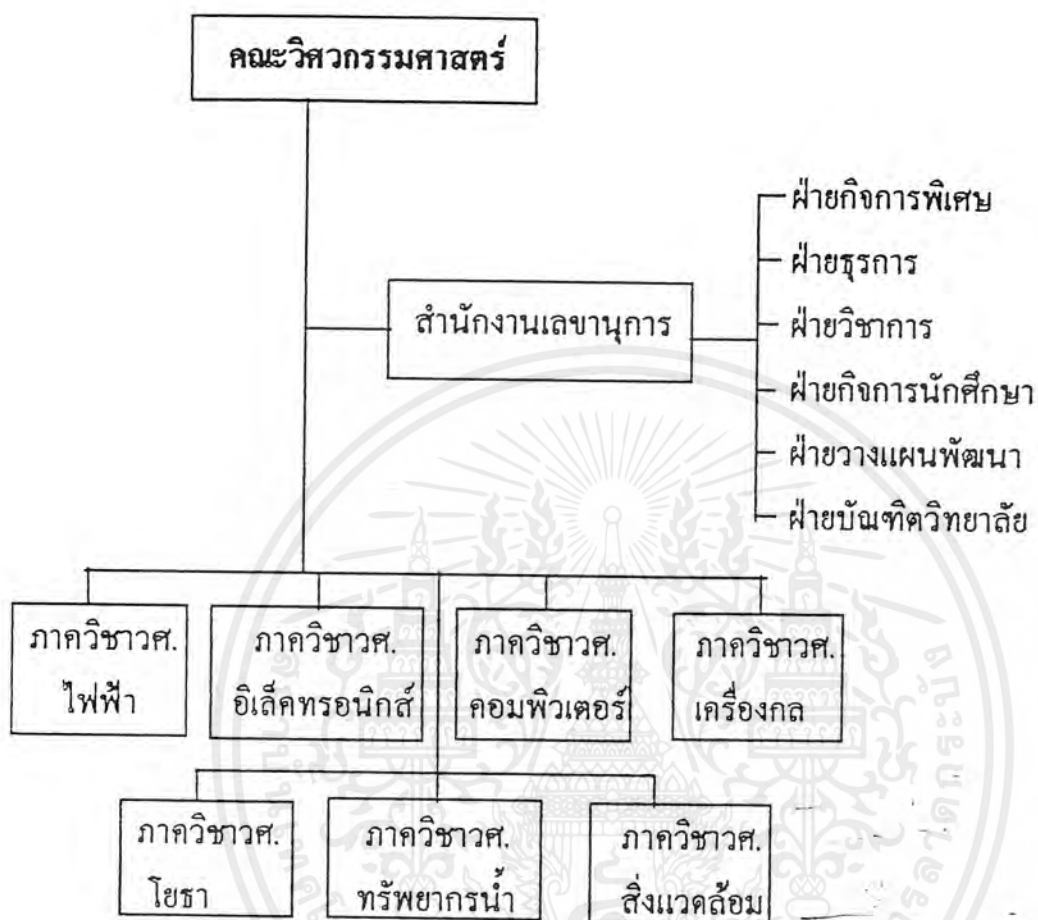 คณะวิศวกรรมศาสตร์
ฝ่ายกิจการพิเศษ
ฝ่ายธุรการ
สำนักงานเลขานุการ
ฝ่ายวิชาการ
ฝ่ายกิจการนักศึกษา
ฝ่ายวางแผนพัฒนา
ฝ่ายบัณฑิตวิทยาลัย
ภาควิชาวศ.
ไฟฟ้า
ภาควิชาวศ.
อิเล็คทรอนิกส์
ภาควิชาวศ.
คอมพิวเตอร์
ภาควิชาวศ.
เครื่องกล
ภาควิชาวศ.
โยธา
ภาควิชาวศ.
ทรัพยากรน้ำ
ภาควิชาวศ.
สิ่งแวดล้อม